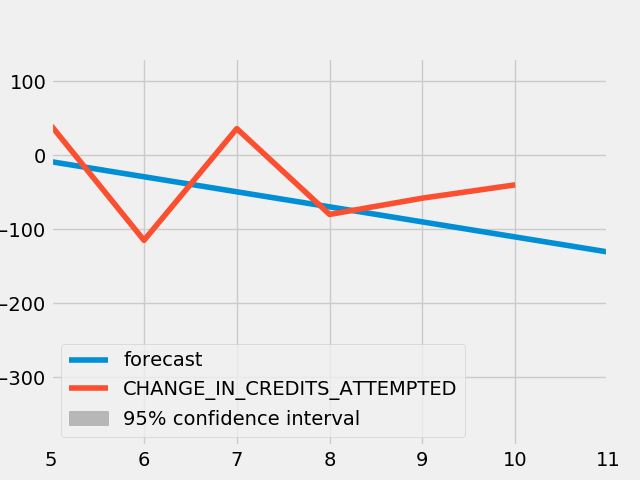 100
0
−100
−200
−300
forecast
CHANGE_IN_CREDITS_ATTEMPTED
95% confidence interval
5 6 7 8 9 10 11